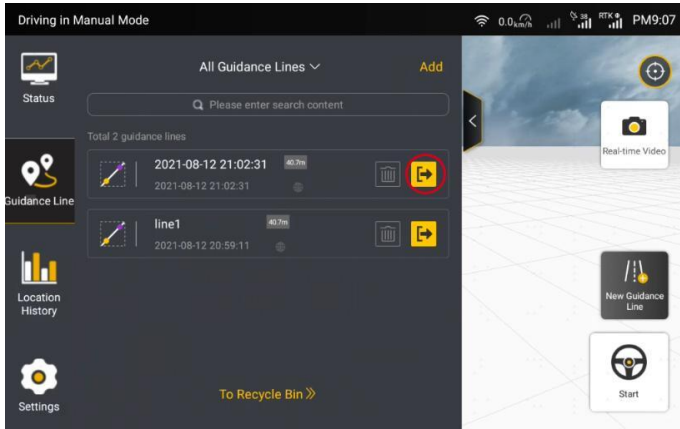 Driving in Manual Mode
0.0km/h
38
RTK
PM9:07
Status
All Guidance Lines
Add
Please enter search content
Total 2 guidance lines
Guidance Line
2021-08-12 21:02:31 40.7m
2021-08-12 21:02:31
line1 40.7m
2021-08-12 20:59:11
Location
History
Settings
To Recycle Bin
Real-time Video
New Guidance
Line
Start